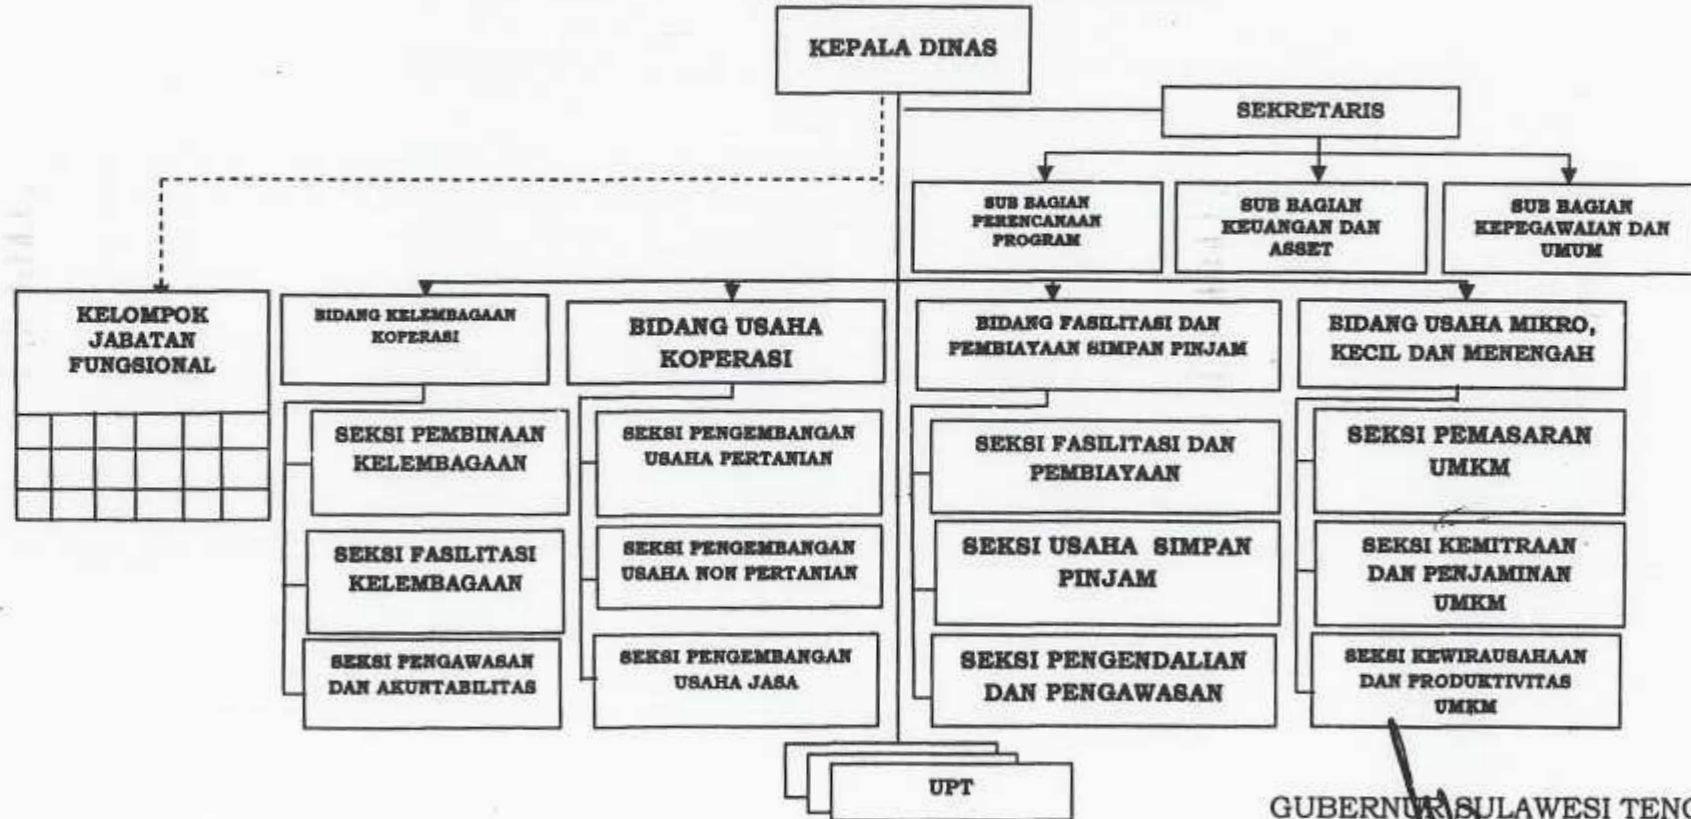 KEPALA DINAS
SEKRETARIS
SUB BAGIAN
PERENCANAAN
PROGRAM
SUB BAGIAN
KEUANGAN DAN
ASSET
SUB BAGIAN
KEPEGAWAIAN DAN
UMUM
KELOMPOK
JABATAN
FUNGSIONAL
BIDANG KELEMBAGAAN
KOPERASI
BIDANG USAHA
KOPERASI
BIDANG FASILITASI DAN
PEMBIAYAAN SIMPAN PINJAM
BIDANG USAHA MIKRO,
KECIL DAN MENENGAH
SEKSI PEMBINAAN
KELEMBAGAAN
SEKSI FASILITASI
KELEMBAGAAN
SEKSI PENGAWASAN
DAN AKUNTABILITAS
SEKSI PENGEMBANGAN
USAHA PERTANIAN
SEKSI PENGEMBANGAN
USAHA NON PERTANIAN
SEKSI PENGEMBANGAN
USAHA JASA
SEKSI FASILITASI DAN
PEMBIAYAAN
SEKSI USAHA SIMPAN
PINJAM
SEKSI PENGENDALIAN
DAN PENGAWASAN
SEKSI PEMASARAN
UMKM
SEKSI KEMITRAAN
DAN PENJAMINAN
UMKM
SEKSI KEWIRAUSAHAAN
DAN PRODUKTIVITAS
UMKM
UPT
GUBERNUR SULAWESI TENG